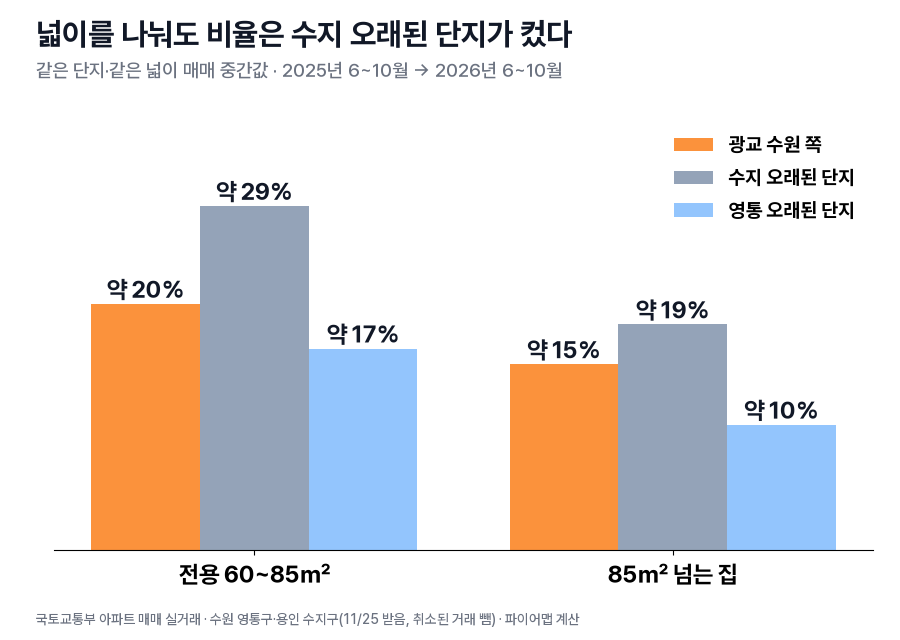 넓이를 나눠도 비율은 수지 오래된 단지가 컸다
같은 단지·같은 넓이 매매 중간값 · 2025년 6~10월 → 2026년 6~10월
광교 수원 쪽
수지 오래된 단지
영통 오래된 단지
약 29%
약 20%
약 17%
약 19%
약 15%
약 10%
전용 60~85m²
85m² 넘는 집
국토교통부 아파트 매매 실거래 · 수원 영통구·용인 수지구(11/25 받음, 취소된 거래 뺌) · 파이어맵 계산